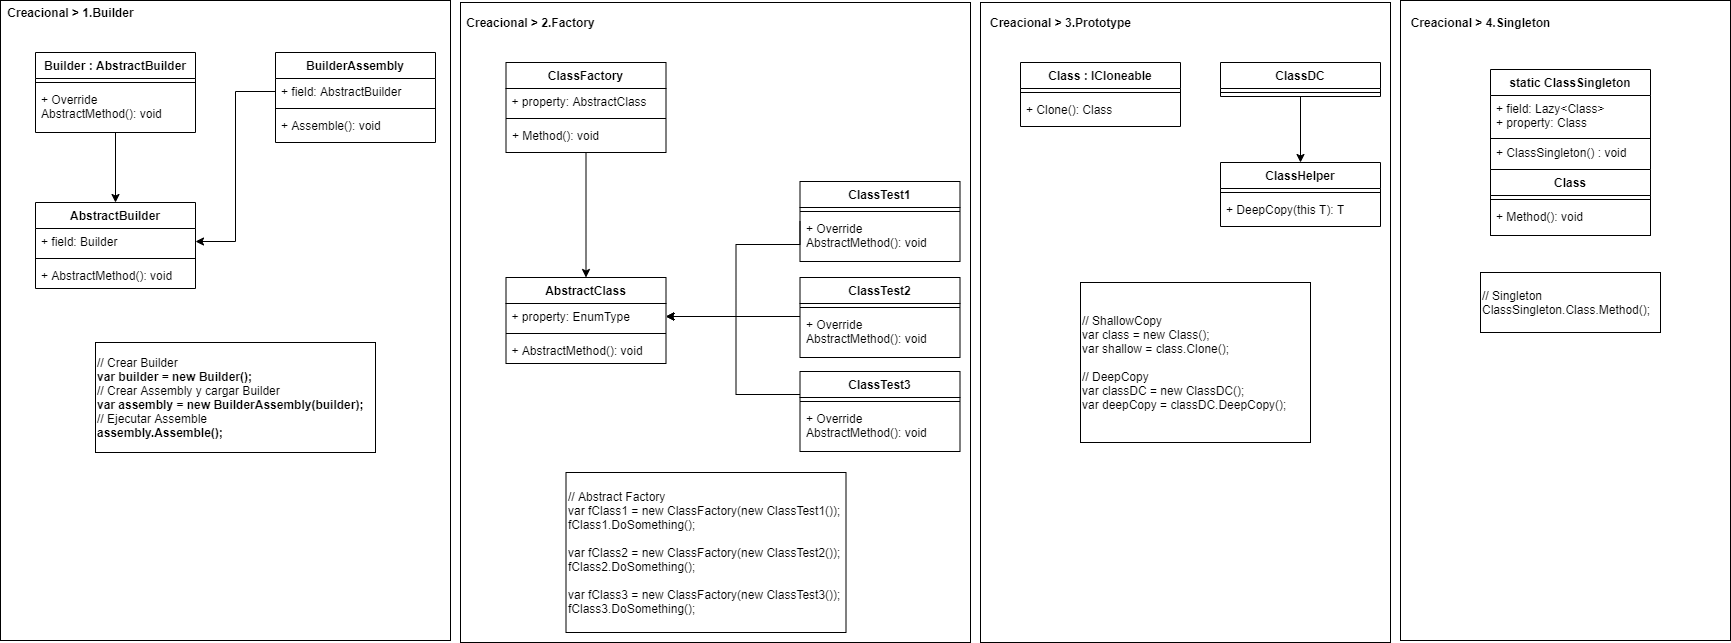 Creacional > 1.Builder
Builder : AbstractBuilder
+ Override
AbstractMethod(): void
BuilderAssembly
+ field: AbstractBuilder
+ Assemble(): void
AbstractBuilder
+ field: Builder
+ AbstractMethod(): void
// Crear Builder
var builder = new Builder();
// Crear Assembly y cargar Builder
var assembly = new BuilderAssembly(builder);
// Ejecutar Assemble
assembly.Assemble();
Creacional > 2.Factory
ClassFactory
+ property: AbstractClass
+ Method(): void
ClassTest1
+ Override
AbstractMethod(): void
AbstractClass
+ property: EnumType
+ AbstractMethod(): void
ClassTest2
+ Override
AbstractMethod(): void
ClassTest3
+ Override
AbstractMethod(): void
// Abstract Factory
var fClass1 = new ClassFactory(new ClassTest1());
fClass1.DoSomething();
var fClass2 = new ClassFactory(new ClassTest2());
fClass2.DoSomething();
var fClass3 = new ClassFactory(new ClassTest3());
fClass3.DoSomething();
Creacional > 3.Prototype
Class : ICloneable
+ Clone(): Class
ClassDC
ClassHelper
+ DeepCopy(this T): T
// ShallowCopy
var class = new Class();
var shallow = class.Clone();
// DeepCopy
var classDC = new ClassDC();
var deepCopy = classDC.DeepCopy();
Creacional > 4.Singleton
static ClassSingleton
+ field: Lazy<Class>
+ property: Class
+ ClassSingleton() : void
Class
+ Method(): void
// Singleton
ClassSingleton.Class.Method();